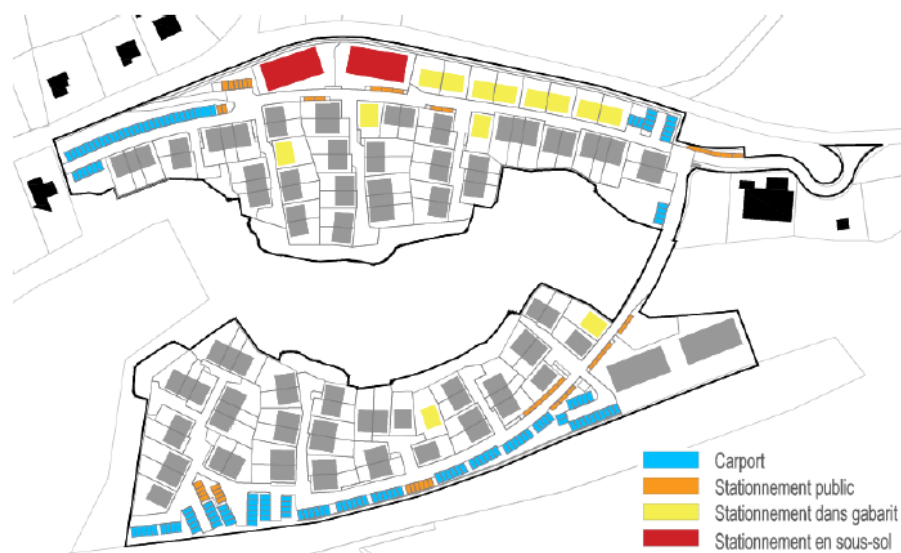 Carport
Stationnement public
Stationnement dans gabarit
Stationnement en sous-sol